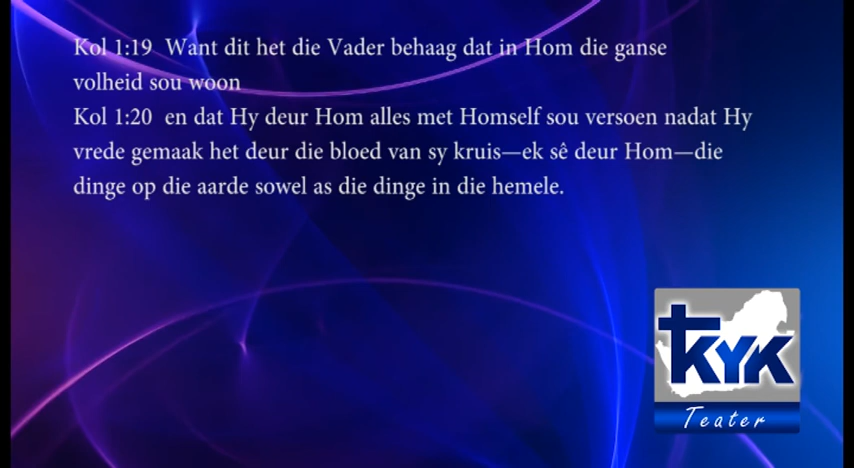 Kol 1:19 Want dit het die Vader behaag dat in Hom die ganse
volheid sou woon
Kol 1:20 en dat Hy deur Hom alles met Homself sou versoen nadat Hy
vrede gemaak het deur die bloed van sy kruis—ek sê deur Hom—die
dinge op die aarde sowel as die dinge in die hemele.
KYK
Teater